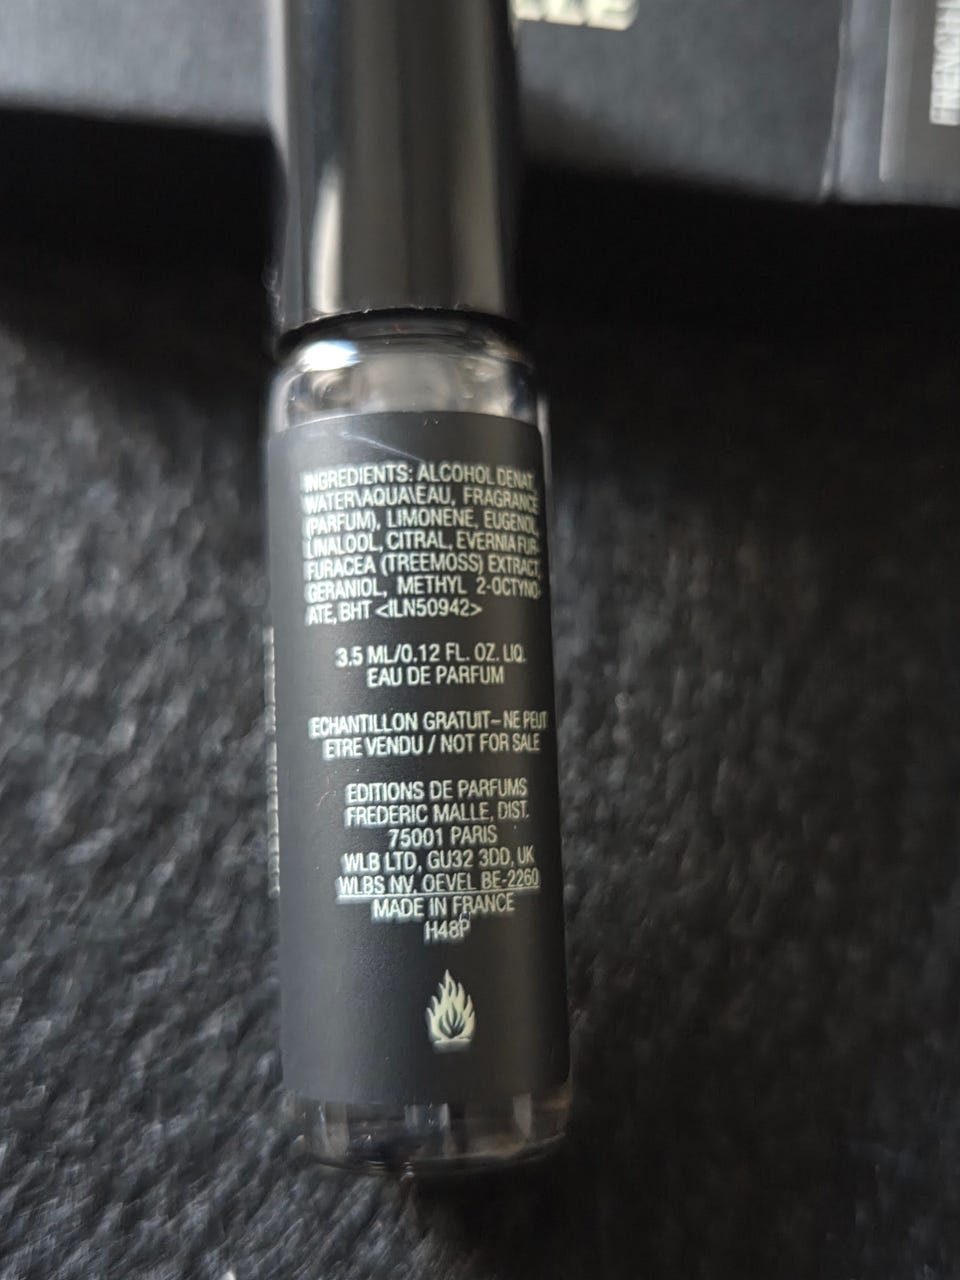 FRENCH L
INGREDIENTS: ALCOHOL DENAT.,
WATER\AQUA\EAU, FRAGRANCE
(PARFUM), LIMONENE, EUGENOL,
LINALOOL, CITRAL, EVERNIA FUR-
FURACEA (TREEMOSS) EXTRACT,
GERANIOL, METHYL 2-OCTYNO-
ATE, BHT <ILN50942>
3.5 ML/0.12 FL. OZ. LIQ.
EAU DE PARFUM
ECHANTILLON GRATUIT– NE PEUT
ETRE VENDU / NOT FOR SALE
EDITIONS DE PARFUMS
FREDERIC MALLE, DIST.
75001 PARIS
WLB LTD, GU32 3DD, UK
WLBS NV, OEVEL BE-2260
MADE IN FRANCE
H48P